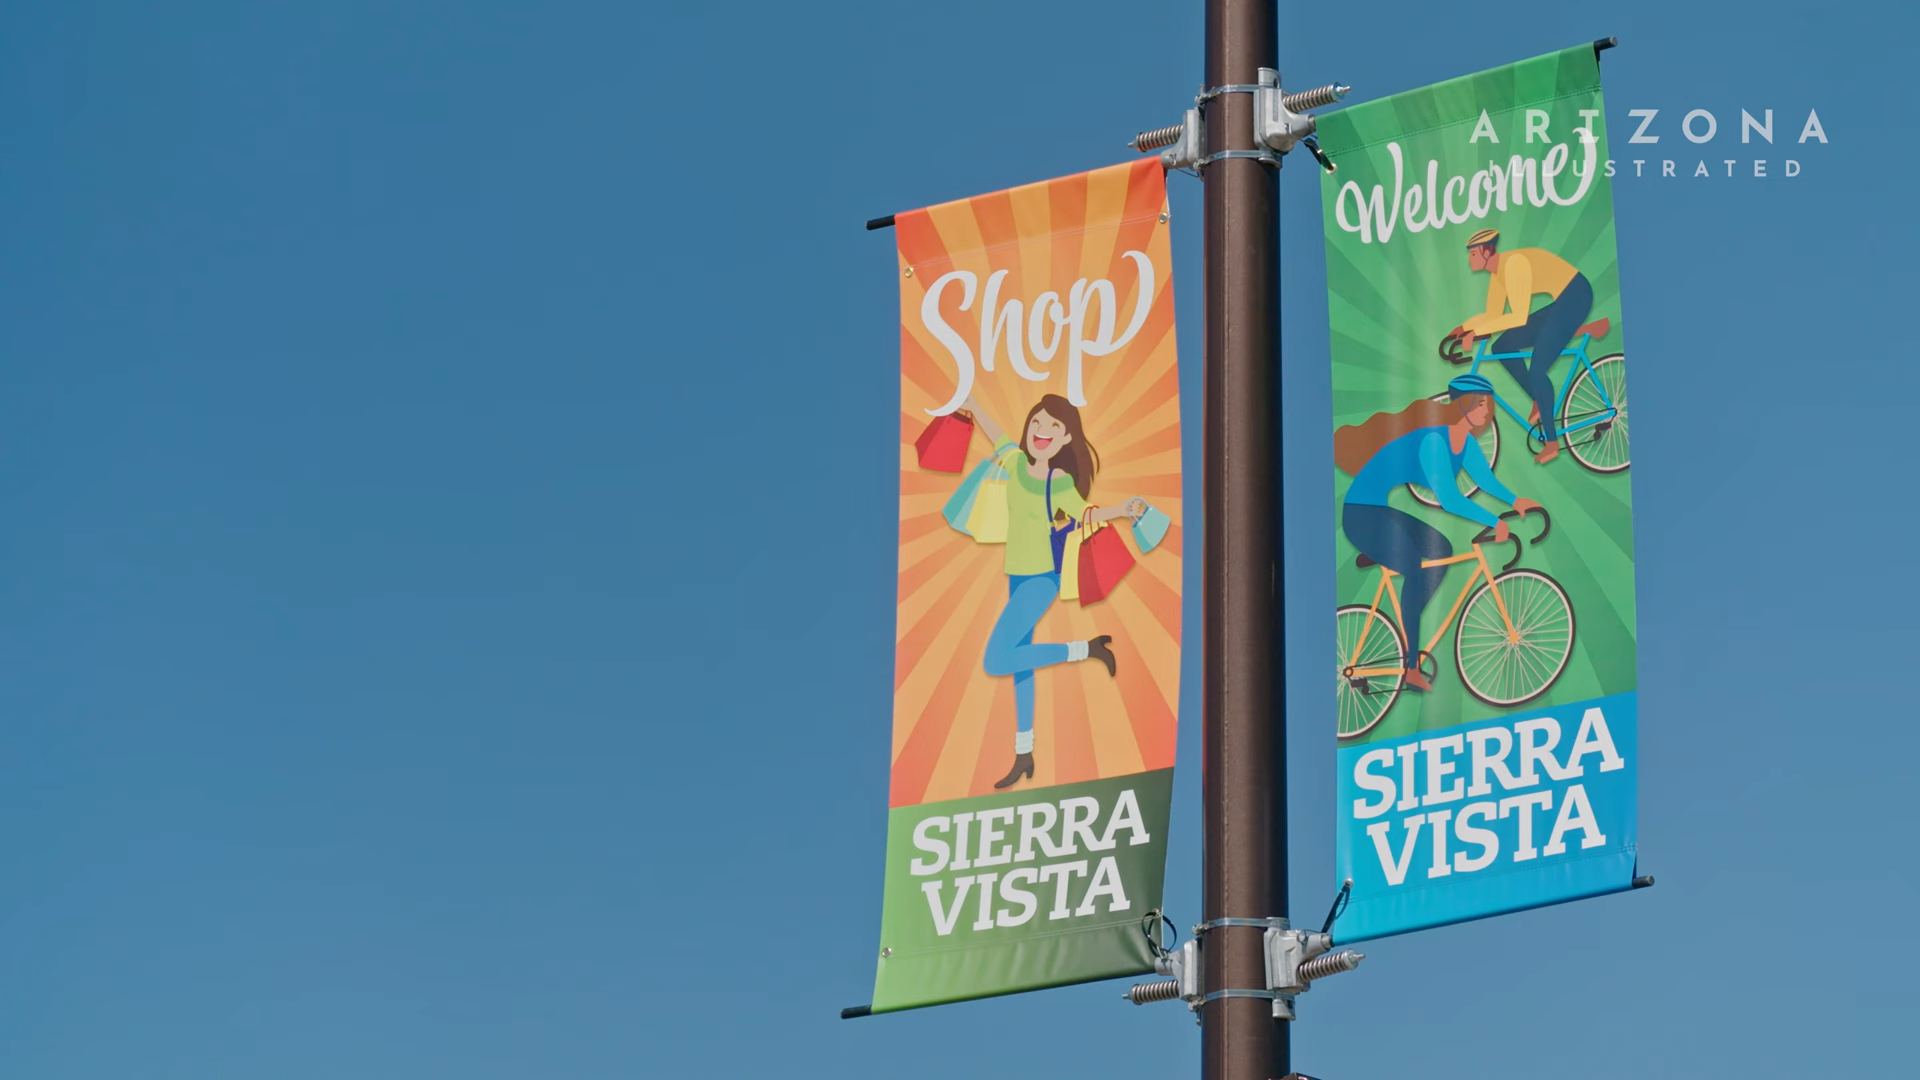 Shop
SIERRA
VISTA
Welcome
SIERRA
VISTA
ARIZONA
ILLUSTRATED